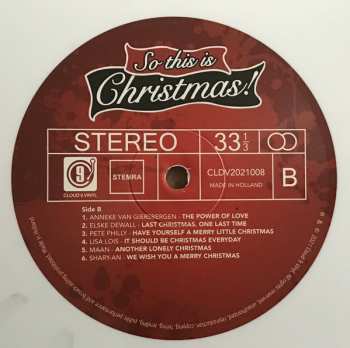 So this is
Christmas!
STEREO
33 1/3
9
CLOUD 9 VINYL
STEMRA
CLDV2021008
MADE IN HOLLAND
B
Side B
1. ANNEKE VAN GIERSBERGEN - THE POWER OF LOVE
2. ELSKE DEWALL - LAST CHRISTMAS, ONE LAST TIME
3. PETE PHILLY - HAVE YOURSELF A MERRY LITTLE CHRISTMAS
4. LISA LOIS - IT SHOULD BE CHRISTMAS EVERYDAY
5. MAAN - ANOTHER LONELY CHRISTMAS
6. SHARY-AN - WE WISH YOU A MERRY CHRISTMAS